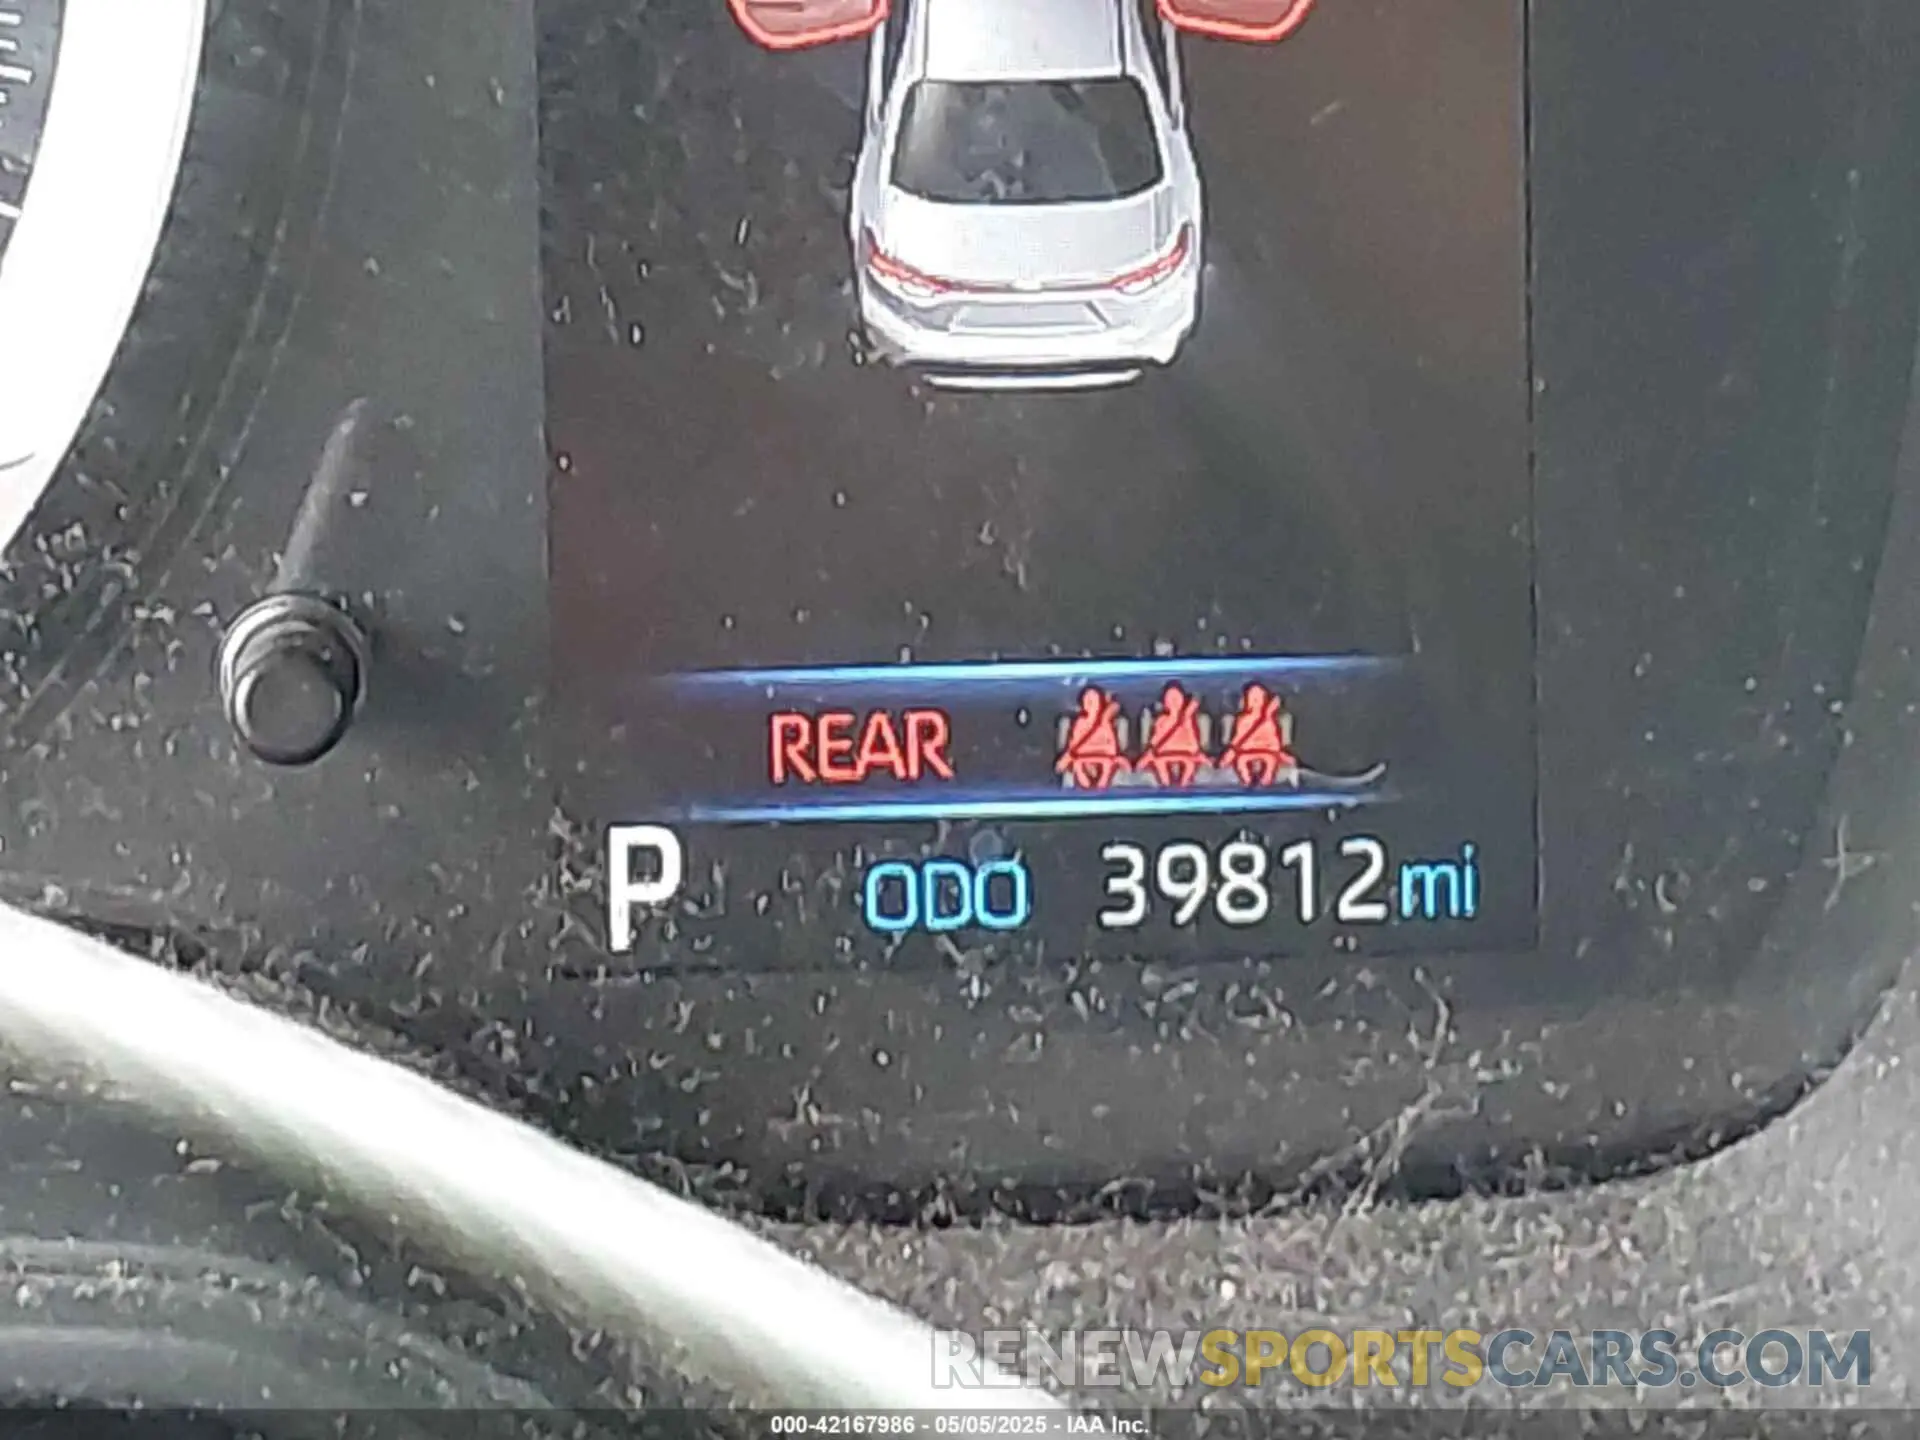 REAR
P ODO 39812mi
RENEWSPORTSCARS.COM
000-42167986 - 05/05/2025 - IAA Inc.